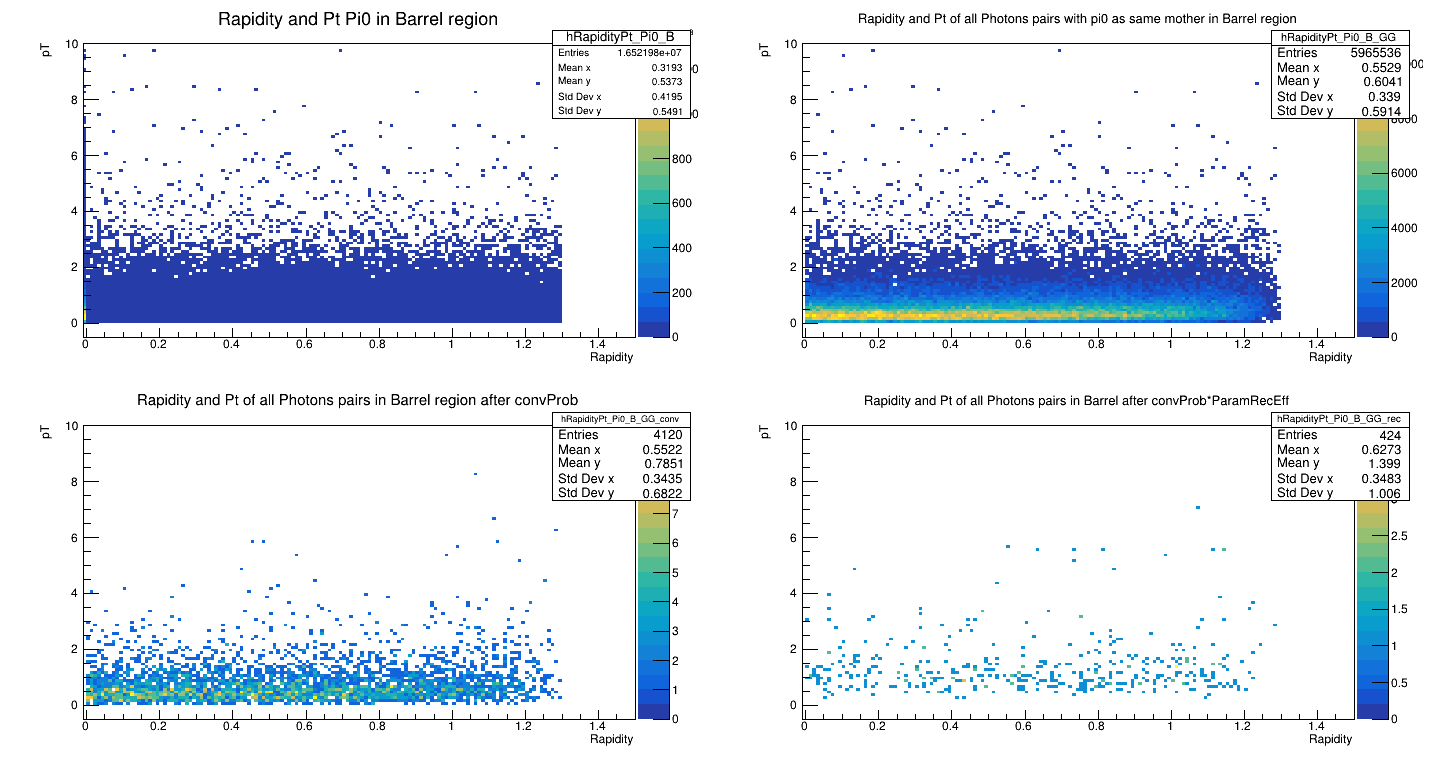 Rapidity and Pt Pi0 in Barrel region
hRapidityPt_Pi0_B
Entries 1.652198e+07
Mean x 0.3193
Mean y 0.5373
Std Dev x 0.4195
Std Dev y 0.5491
pT
10
8
6
4
2
0
0 0.2 0.4 0.6 0.8 1 1.2 1.4
Rapidity
800
600
400
200
0
Rapidity and Pt of all Photons pairs with pi0 as same mother in Barrel region
hRapidityPt_Pi0_B_GG
Entries 5965536
Mean x 0.5529
Mean y 0.6041
Std Dev x 0.339
Std Dev y 0.5914
pT
10
8
6
4
2
0
0 0.2 0.4 0.6 0.8 1 1.2 1.4
Rapidity
8000
6000
4000
2000
0
Rapidity and Pt of all Photons pairs in Barrel region after convProb
hRapidityPt_Pi0_B_GG_conv
Entries 4120
Mean x 0.5522
Mean y 0.7851
Std Dev x 0.3435
Std Dev y 0.6822
pT
10
8
6
4
2
0
0 0.2 0.4 0.6 0.8 1 1.2 1.4
Rapidity
7
6
5
4
3
2
1
0
Rapidity and Pt of all Photons pairs in Barrel after convProb*ParamRecEff
hRapidityPt_Pi0_B_GG_rec
Entries 424
Mean x 0.6273
Mean y 1.399
Std Dev x 0.3483
Std Dev y 1.006
pT
10
8
6
4
2
0
0 0.2 0.4 0.6 0.8 1 1.2 1.4
Rapidity
2.5
2
1.5
1
0.5
0